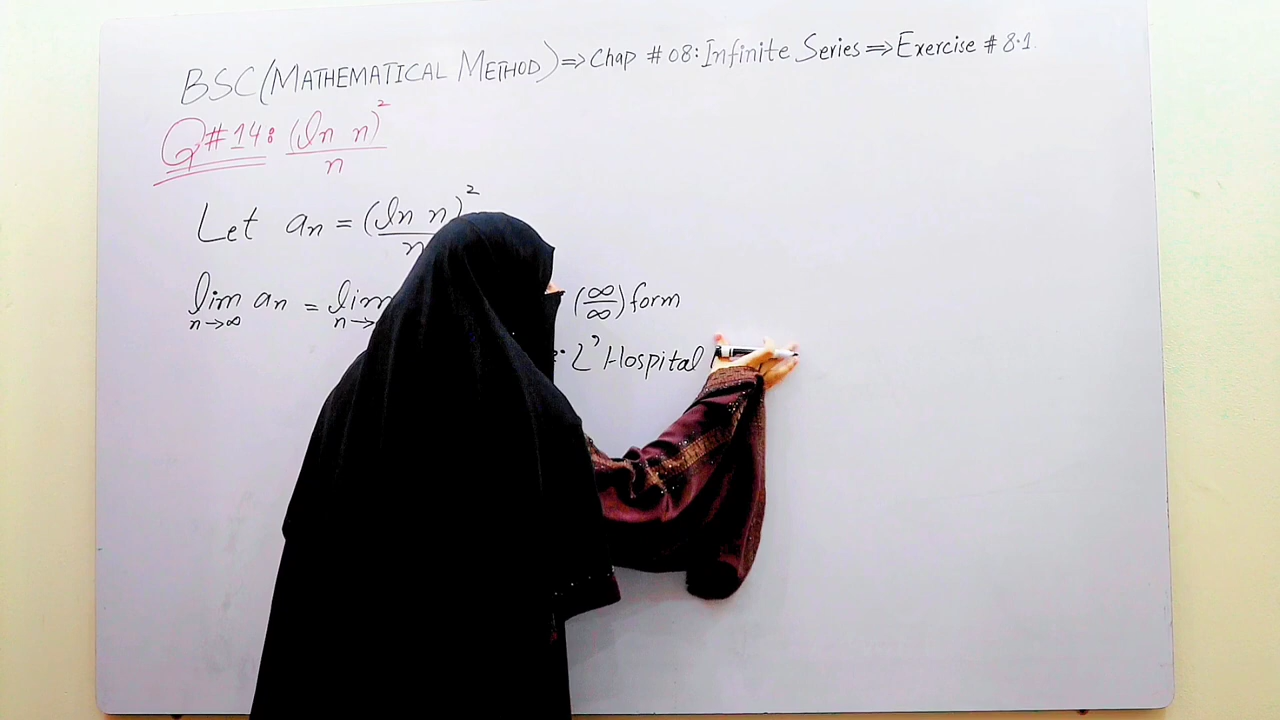 BSC (MATHEMATICAL METHOD) ⇒ Chap # 08: Infinite Series ⇒ Exercise # 8.1.
Q # 14: (ln n)² / n
Let aₙ = (ln n)² / n
lim n→∞ aₙ = lim n→ (∞/∞) form
L' Hospital